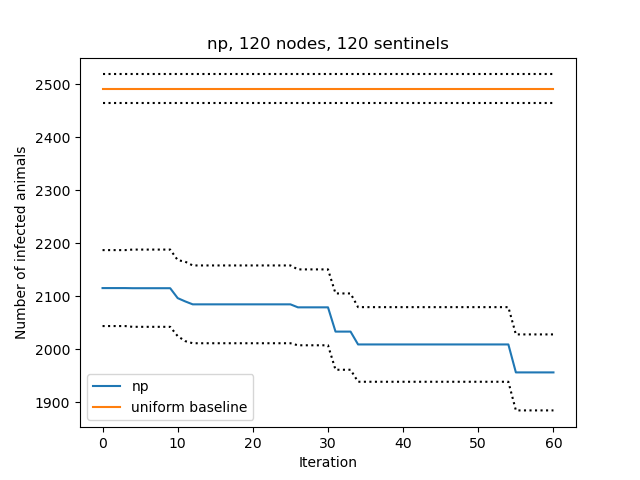 np, 120 nodes, 120 sentinels
Number of infected animals
2500
2400
2300
2200
2100
2000
1900
np
uniform baseline
0 10 20 30 40 50 60
Iteration